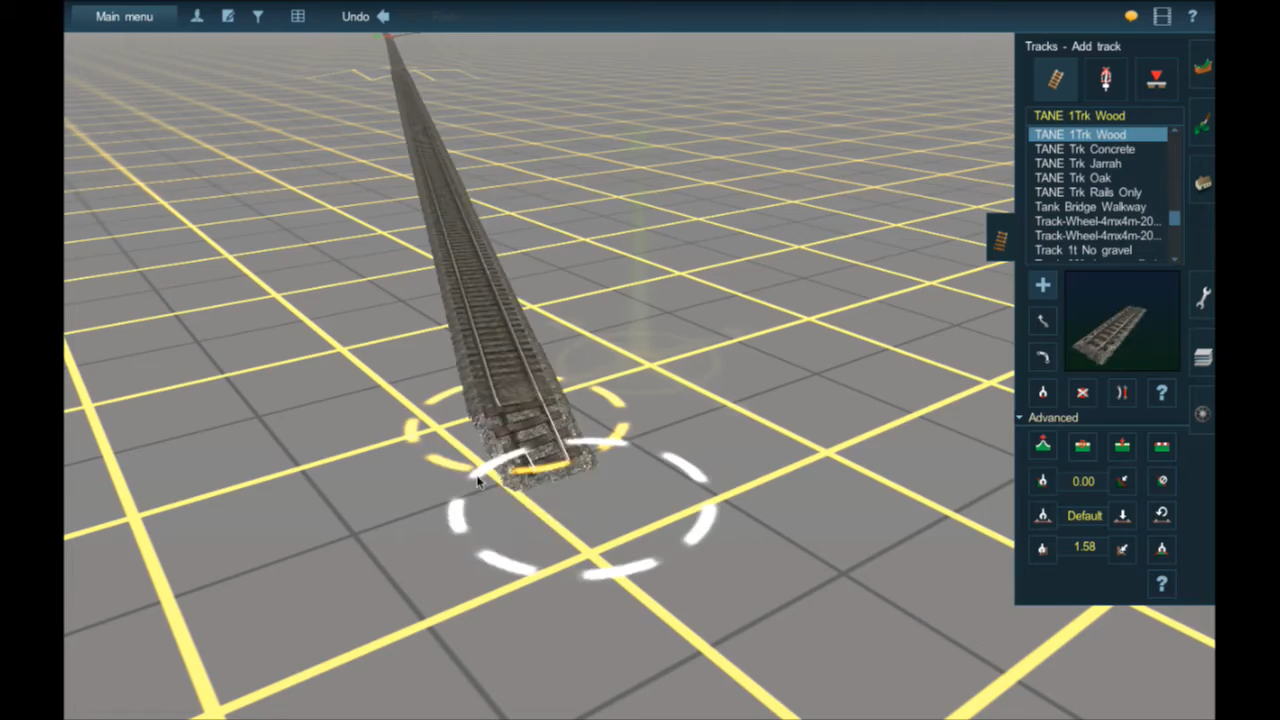 Main menu
Undo
?
Tracks - Add track
TANE 1Trk Wood
TANE 1Trk Wood
TANE Trk Concrete
TANE Trk Jarrah
TANE Trk Oak
TANE Trk Rails Only
Tank Bridge Walkway
Track-Wheel-4mx4m-20...
Track-Wheel-4mx4m-20...
Track 1t No gravel
?
Advanced
0.00
Default
1.58
?